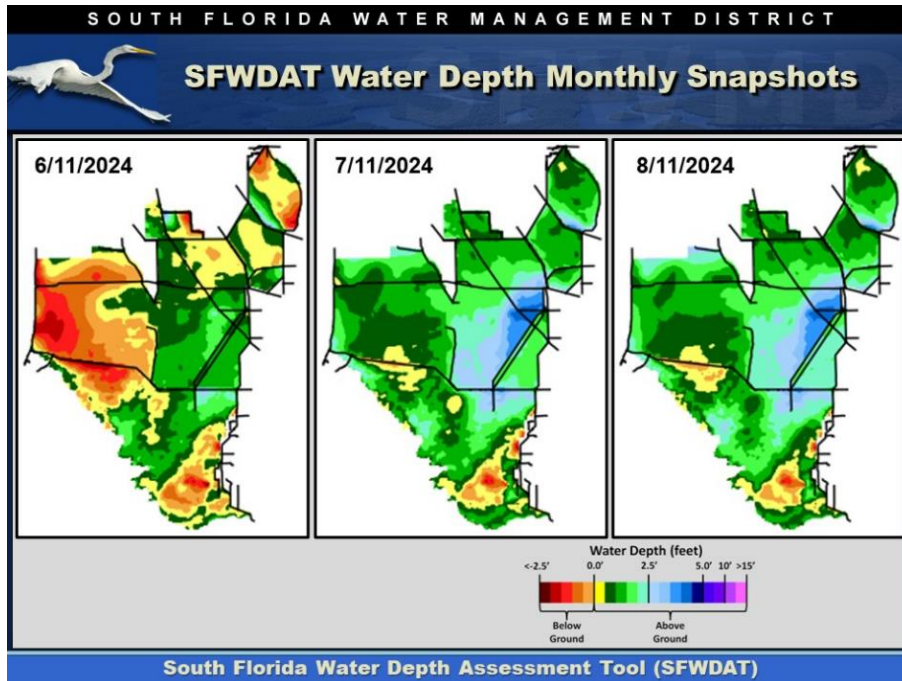 SOUTH FLORIDA WATER MANAGEMENT DISTRICT
SFWDAT Water Depth Monthly Snapshots
6/11/2024
7/11/2024
8/11/2024
Water Depth (feet)
<-2.5' 0.0' 2.5' 5.0' 10' >15'
Below Above
Ground Ground
South Florida Water Depth Assessment Tool (SFWDAT)